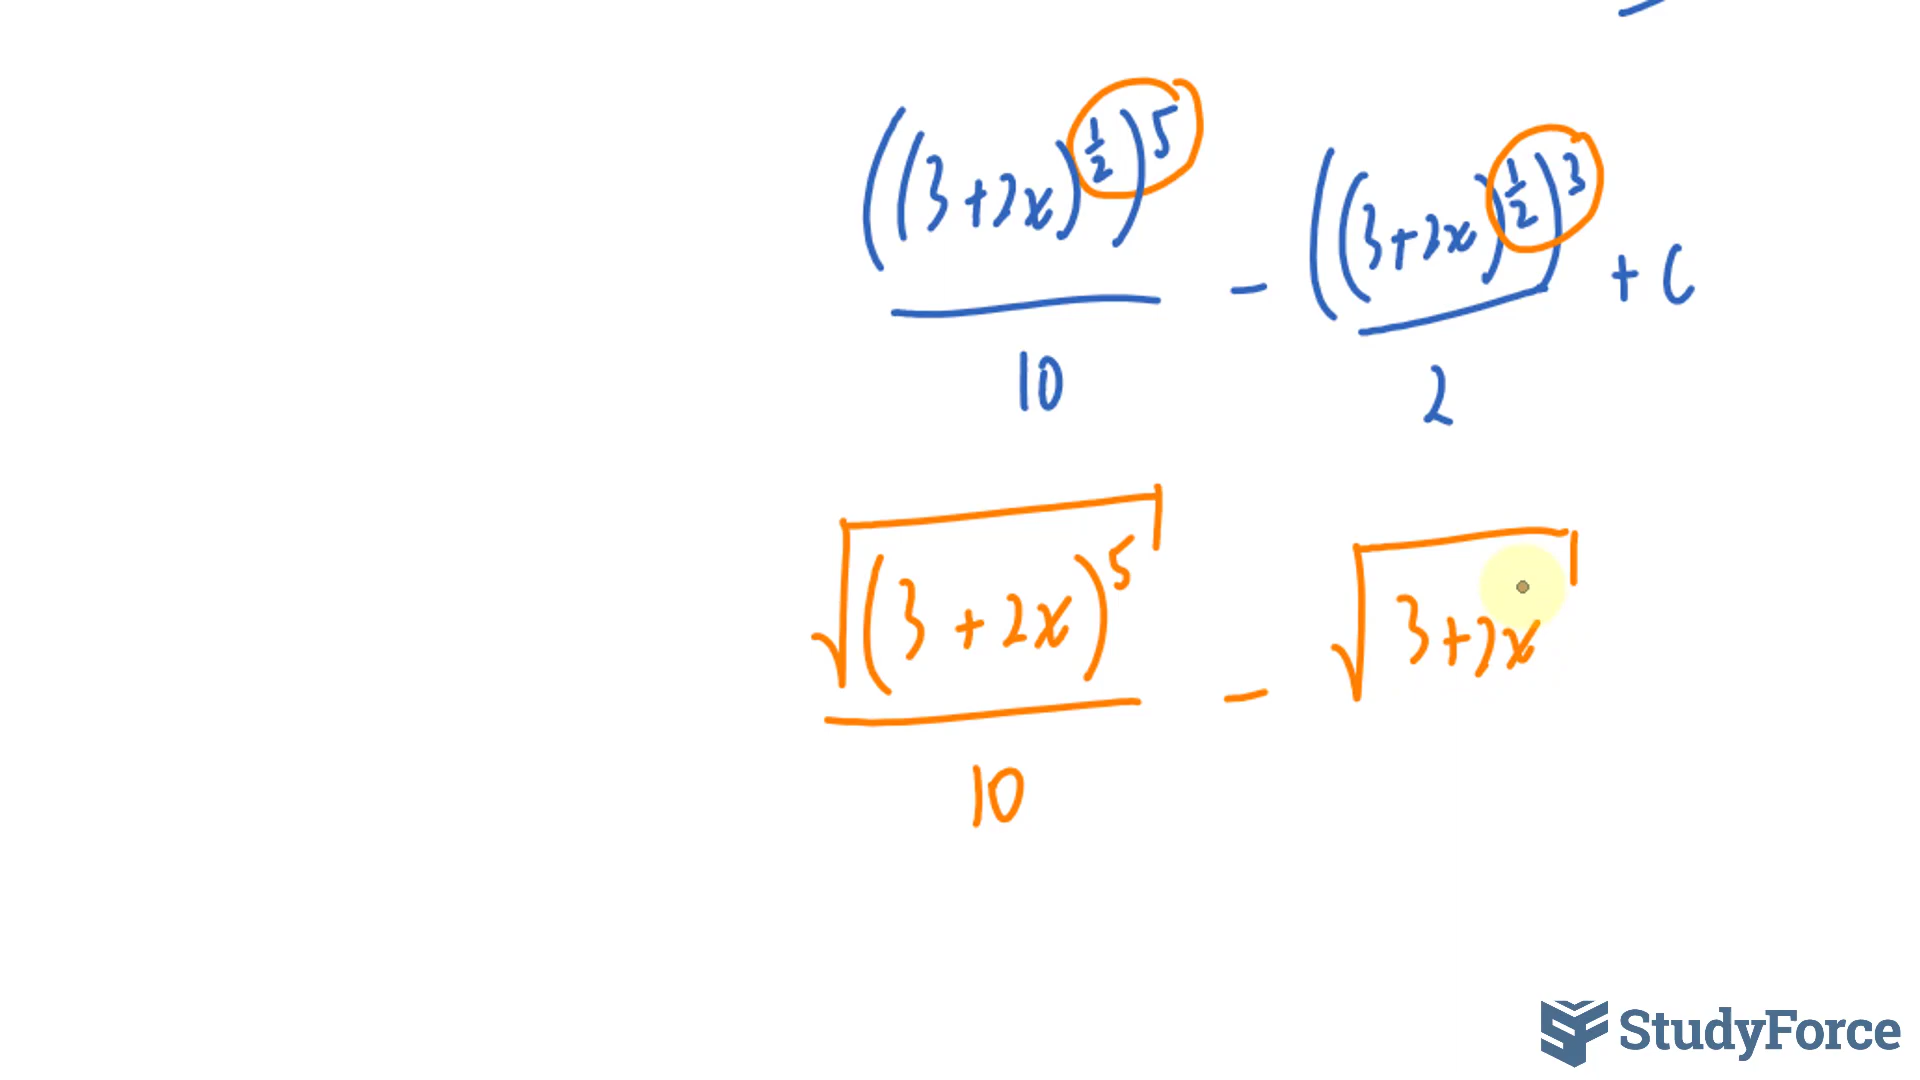 ((3+2x)^½)^5 / 10 - ((3+2x)^½)^3 / 2 + C
√(3+2x)^5 / 10 - √3+2x
StudyForce